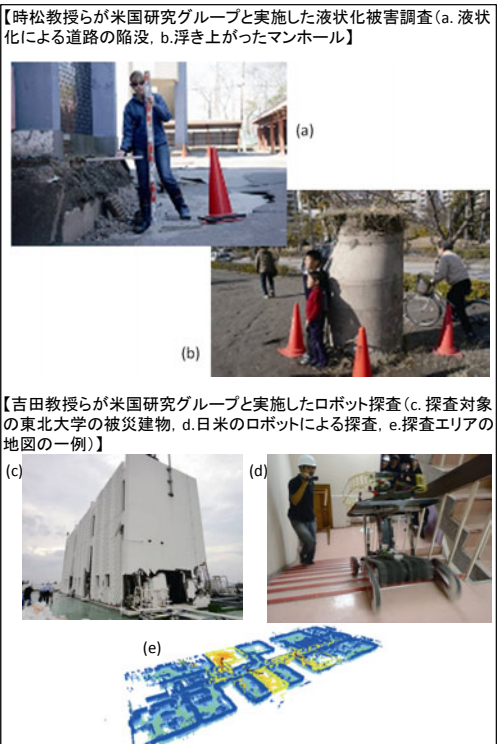 【時松教授らが米国研究グループと実施した液状化被害調査(a. 液状
化による道路の陥没, b.浮き上がったマンホール】
(a)
(b)
【吉田教授らが米国研究グループと実施したロボット探査(c. 探査対象
の東北大学の被災建物, d.日米のロボットによる探査, e.探査エリアの
地図の一例)】
(c)
(d)
(e)